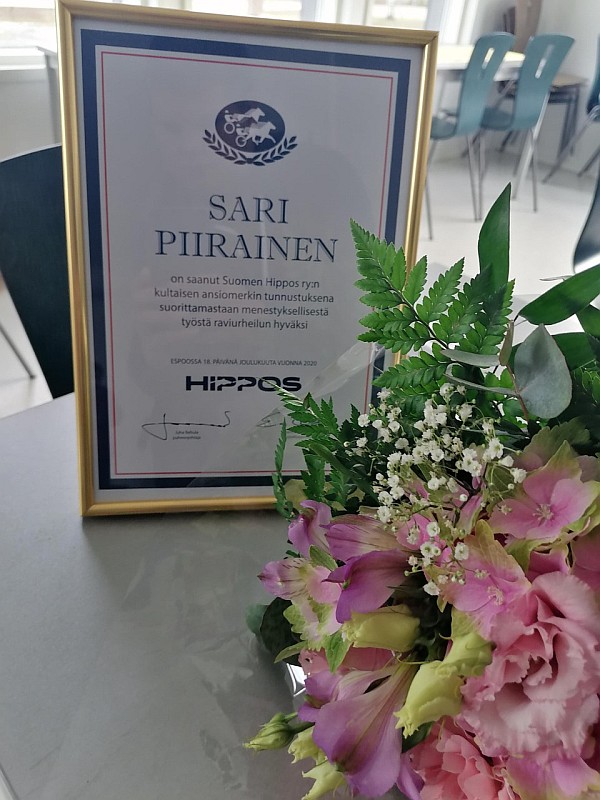 SARI
PIIRAINEN
on saanut Suomen Hippos ry:n
kultaisen ansiomerkin tunnustuksena
suorittamastaan menestyksellisestä
työstä raviurheilun hyväksi
ESPOOSSA 18. PÄIVÄNÄ JOULUKUUTA VUONNA 2020
HIPPOS